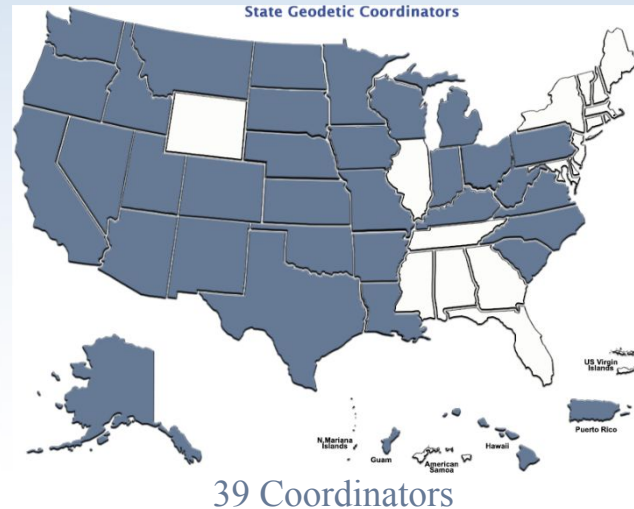 State Geodetic Coordinators
US Virgin
Islands
N,Mariana
Islands
Guam
American
Samoa
Hawaii
Puerto Rico
39 Coordinators